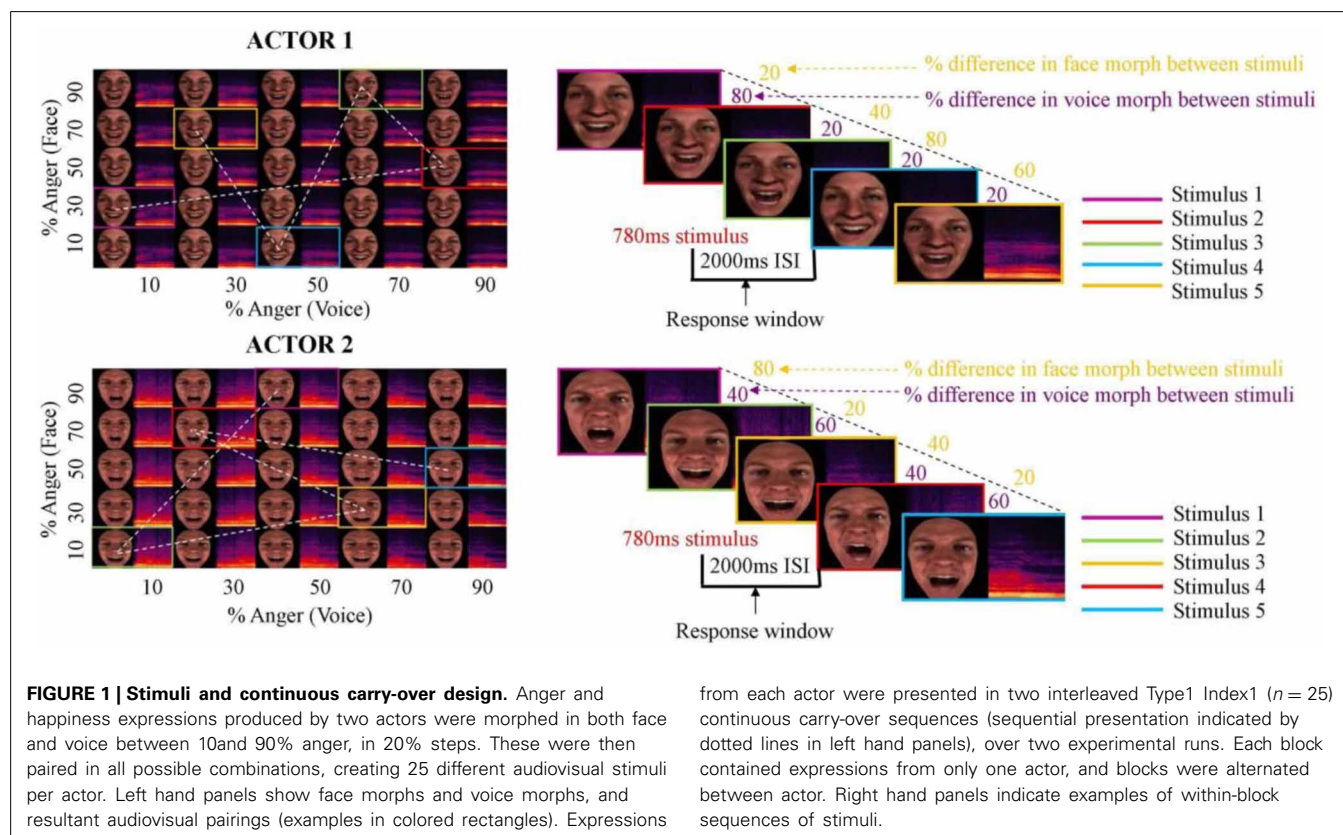 ACTOR 1
% Anger (Face)
90
70
50
30
10
10 30 50 70 90
% Anger (Voice)
20 % difference in face morph between stimuli
80 % difference in voice morph between stimuli
40
20
80
20
60
20
780ms stimulus
2000ms ISI
Response window
Stimulus 1
Stimulus 2
Stimulus 3
Stimulus 4
Stimulus 5
ACTOR 2
% Anger (Face)
90
70
50
30
10
10 30 50 70 90
% Anger (Voice)
80 % difference in face morph between stimuli
40 % difference in voice morph between stimuli
20
60
40
40
20
60
780ms stimulus
2000ms ISI
Response window
Stimulus 1
Stimulus 2
Stimulus 3
Stimulus 4
Stimulus 5
FIGURE 1 | Stimuli and continuous carry-over design. Anger and
happiness expressions produced by two actors were morphed in both face
and voice between 10and 90% anger, in 20% steps. These were then
paired in all possible combinations, creating 25 different audiovisual stimuli
per actor. Left hand panels show face morphs and voice morphs, and
resultant audiovisual pairings (examples in colored rectangles). Expressions
from each actor were presented in two interleaved Type1 Index1 (n = 25)
continuous carry-over sequences (sequential presentation indicated by
dotted lines in left hand panels), over two experimental runs. Each block
contained expressions from only one actor, and blocks were alternated
between actor. Right hand panels indicate examples of within-block
sequences of stimuli.